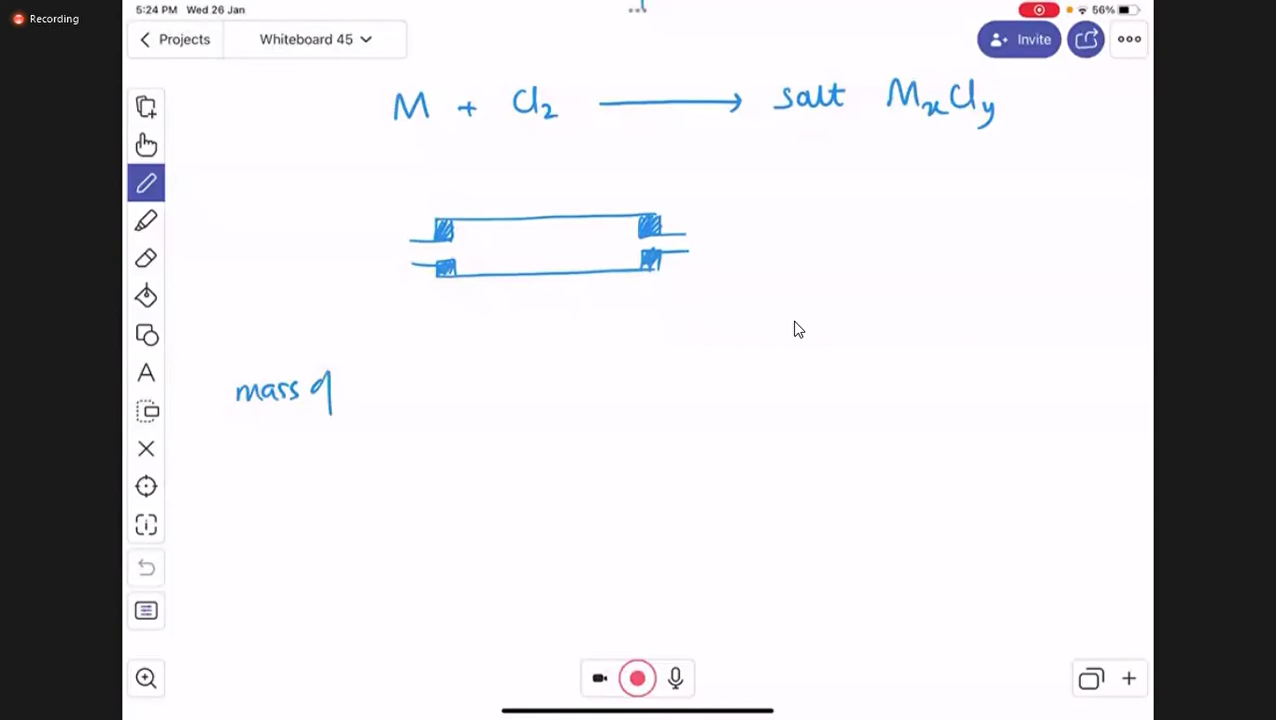 Recording
5:24 PM Wed 26 Jan
56%
Projects
Whiteboard 45
Invite
M + Cl2 → salt MxCly
A
mass of